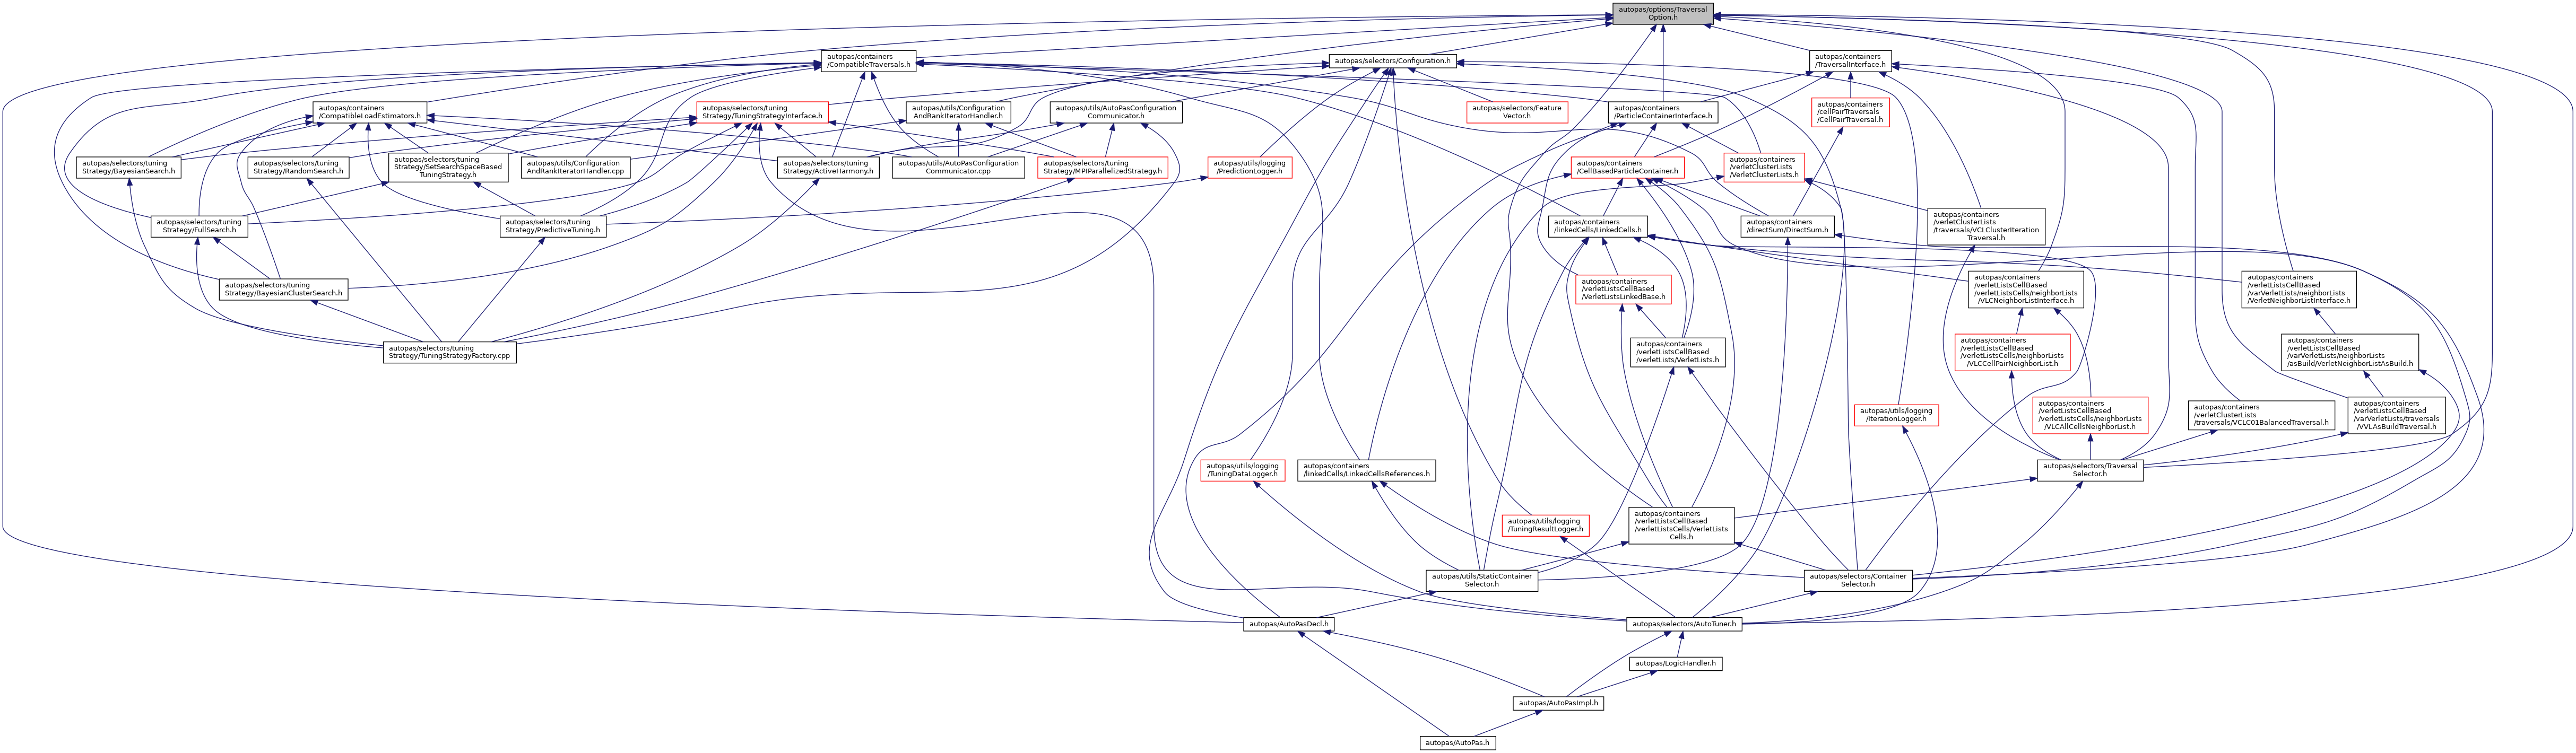 autopas/options/Traversal
Option.h
autopas/containers
/CompatibleTraversals.h
autopas/selectors/Configuration.h
autopas/containers
/TraversalInterface.h
autopas/containers
/CompatibleLoadEstimators.h
autopas/selectors/tuning
Strategy/TuningStrategyInterface.h
autopas/utils/Configuration
AndRankIteratorHandler.h
autopas/utils/AutoPasConfiguration
Communicator.h
autopas/selectors/Feature
Vector.h
autopas/containers
/ParticleContainerInterface.h
autopas/containers
/cellPairTraversals
/CellPairTraversal.h
autopas/selectors/tuning
Strategy/BayesianSearch.h
autopas/selectors/tuning
Strategy/RandomSearch.h
autopas/selectors/tuning
Strategy/SetSearchSpaceBased
TuningStrategy.h
autopas/utils/Configuration
AndRankIteratorHandler.cpp
autopas/selectors/tuning
Strategy/ActiveHarmony.h
autopas/utils/AutoPasConfiguration
Communicator.cpp
autopas/selectors/tuning
Strategy/MPIParallelizedStrategy.h
autopas/utils/logging
/PredictionLogger.h
autopas/containers
/CellBasedParticleContainer.h
autopas/containers
/verletClusterLists
/VerletClusterLists.h
autopas/selectors/tuning
Strategy/FullSearch.h
autopas/selectors/tuning
Strategy/PredictiveTuning.h
autopas/containers
/linkedCells/LinkedCells.h
autopas/containers
/directSum/DirectSum.h
autopas/containers
/verletClusterLists
/traversals/VCLClusterIteration
Traversal.h
autopas/selectors/tuning
Strategy/BayesianClusterSearch.h
autopas/containers
/verletListsCellBased
/VerletListsLinkedBase.h
autopas/containers
/verletListsCellBased
/verletListsCells/neighborLists
/VLCNeighborListInterface.h
autopas/containers
/verletListsCellBased
/varVerletLists/neighborLists
/VerletNeighborListInterface.h
autopas/selectors/tuning
Strategy/TuningStrategyFactory.cpp
autopas/containers
/verletListsCellBased
/verletLists/VerletLists.h
autopas/containers
/verletListsCellBased
/verletListsCells/neighborLists
/VLCCellPairNeighborList.h
autopas/containers
/verletListsCellBased
/varVerletLists/neighborLists
/asBuild/VerletNeighborListAsBuild.h
autopas/utils/logging
/IterationLogger.h
autopas/containers
/verletListsCellBased
/verletListsCells/neighborLists
/VLCAllCellsNeighborList.h
autopas/containers
/verletClusterLists
/traversals/VCLC01BalancedTraversal.h
autopas/containers
/verletListsCellBased
/varVerletLists/traversals
/VVLAsBuildTraversal.h
autopas/utils/logging
/TuningDataLogger.h
autopas/containers
/linkedCells/LinkedCellsReferences.h
autopas/selectors/Traversal
Selector.h
autopas/utils/logging
/TuningResultLogger.h
autopas/containers
/verletListsCellBased
/verletListsCells/VerletLists
Cells.h
autopas/utils/StaticContainer
Selector.h
autopas/selectors/Container
Selector.h
autopas/AutoPasDecl.h
autopas/selectors/AutoTuner.h
autopas/LogicHandler.h
autopas/AutoPasImpl.h
autopas/AutoPas.h